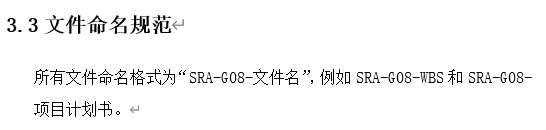 3.3 文件命名规范
所有文件命名格式为“SRA-G08-文件名”,例如 SRA-G08-WBS 和 SRA-G08-
项目计划书。